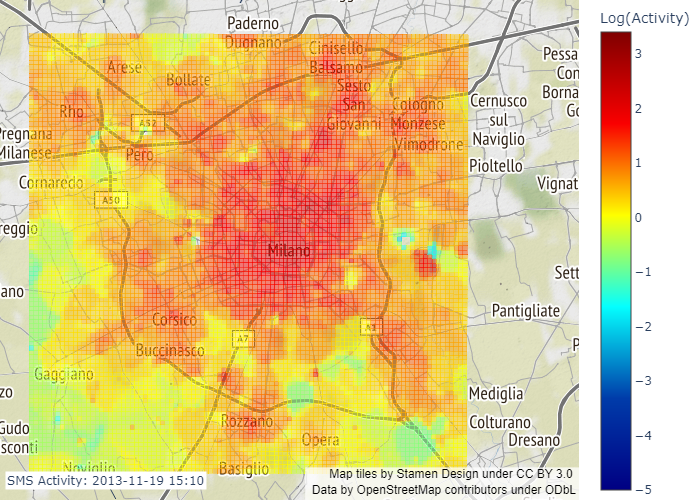 Log(Activity)
Paderno
Dugnano
Cinisello
Balsamo
Arese
Bollate
Sesto
San
Giovanni
Cologno
Monzese
Vimodrone
Cernusco
sul
Naviglio
Pessa
Con
Borna
Go
Rho
A52
Pregnana
Milanese
Pero
Pioltello
Cornaredo
Vignat
A50
reggio
Milano
Sett
ano
Pantigliate
Corsico
A7
A1
Buccinasco
P
Gaggiano
zo
Mediglia
Rozzano
Colturano
Gudo
sconti
Opera
Dresano
Noviglio
Basiglio
SMS Activity: 2013-11-19 15:10
Map tiles by Stamen Design under CC BY 3.0
Data by OpenStreetMap contributors under ODbL
3
2
1
0
−1
−2
−3
−4
−5